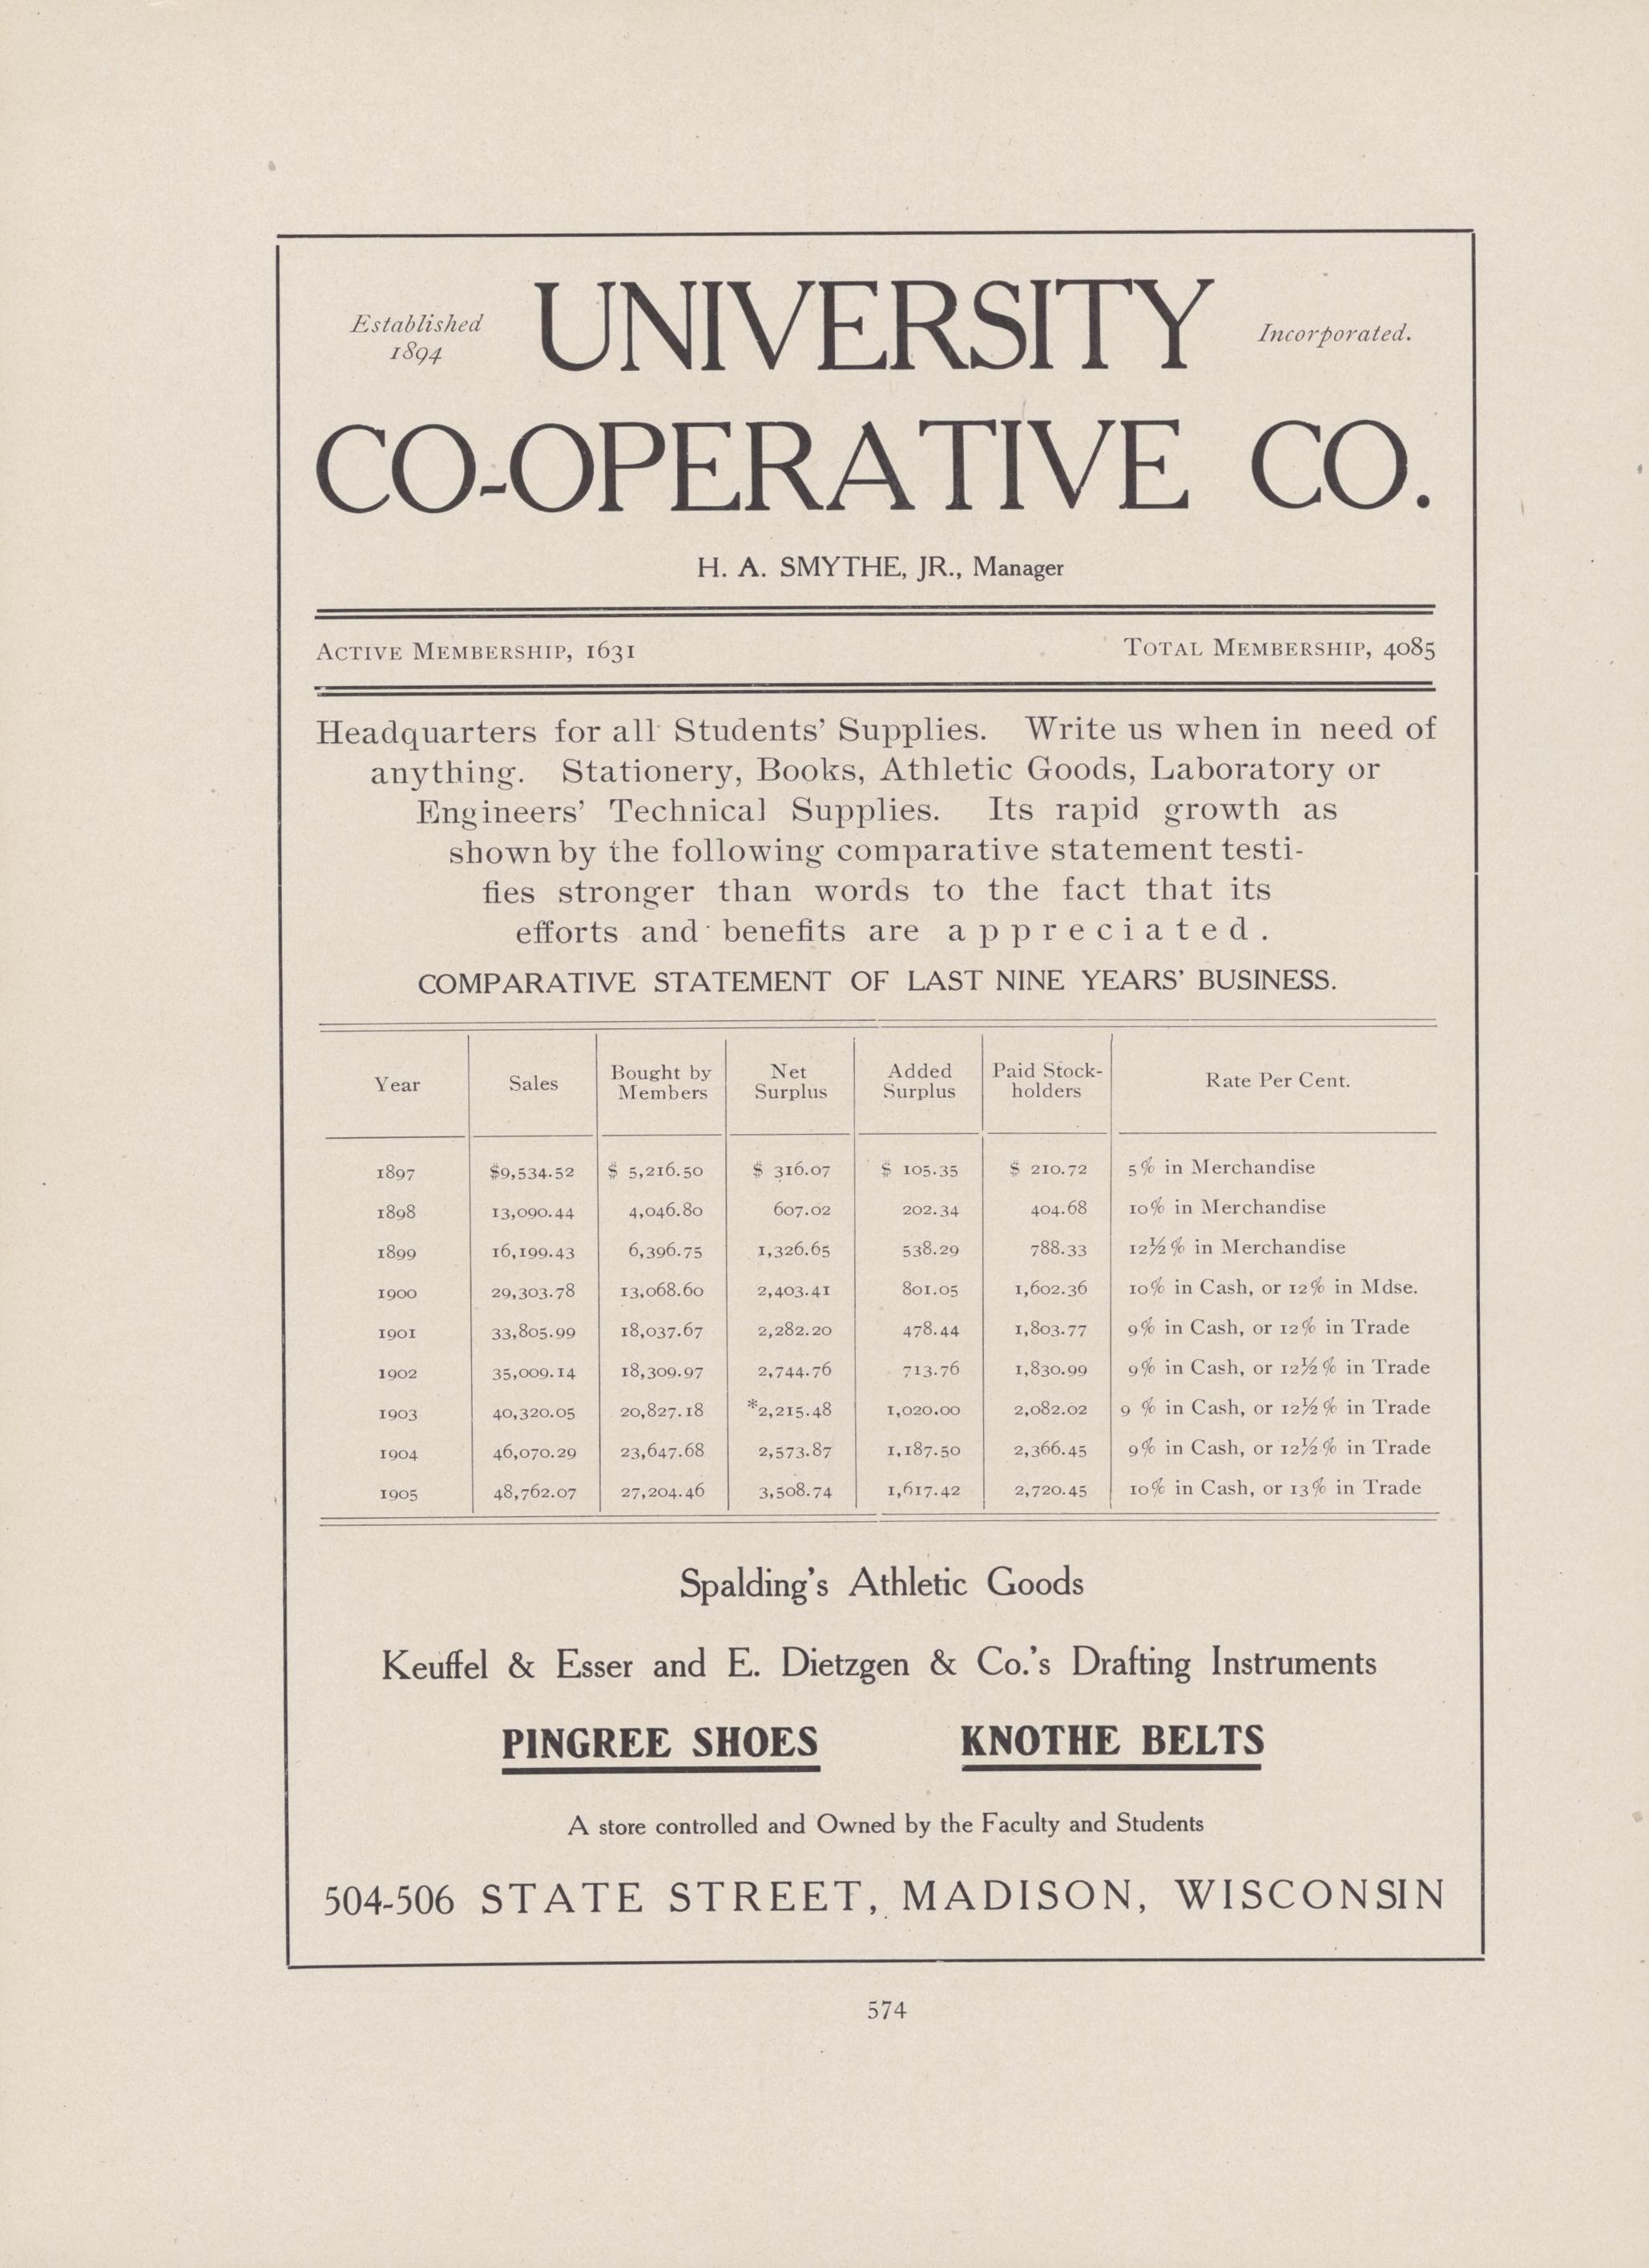 Established
1894
UNIVERSITY
Incorporated.
CO-OPERATIVE CO.
H. A. SMYTHE, JR., Manager
ACTIVE MEMBERSHIP, 1631 TOTAL MEMBERSHIP, 4085
Headquarters for all Students' Supplies. Write us when in need of
anything. Stationery, Books, Athletic Goods, Laboratory or
Engineers' Technical Supplies. Its rapid growth as
shown by the following comparative statement testi-
fies stronger than words to the fact that its
efforts and benefits are appreciated.
COMPARATIVE STATEMENT OF LAST NINE YEARS' BUSINESS.
Year Sales Bought by Members Net Surplus Added Surplus Paid Stock-holders Rate Per Cent.
1897 $9,534.52 $ 5,216.50 $ 316.07 $ 105.35 $ 210.72 5% in Merchandise
1898 13,090.44 4,046.80 607.02 202.34 404.68 10% in Merchandise
1899 16,199.43 6,396.75 1,326.65 538.29 788.33 12½% in Merchandise
1900 29,303.78 13,068.60 2,403.41 801.05 1,602.36 10% in Cash, or 12% in Mdse.
1901 33,805.99 18,037.67 2,282.20 478.44 1,803.77 9% in Cash, or 12% in Trade
1902 35,009.14 18,309.97 2,744.76 713.76 1,830.99 9% in Cash, or 12½% in Trade
1903 40,320.05 20,827.18 *2,215.48 1,020.00 2,082.02 9 % in Cash, or 12½% in Trade
1904 46,070.29 23,647.68 2,573.87 1,187.50 2,366.45 9% in Cash, or 12½% in Trade
1905 48,762.07 27,204.46 3,508.74 1,617.42 2,720.45 10% in Cash, or 13% in Trade
Spalding's Athletic Goods
Keuffel & Esser and E. Dietzgen & Co.'s Drafting Instruments
PINGREE SHOES KNOTHE BELTS
A store controlled and Owned by the Faculty and Students
504-506 STATE STREET, MADISON, WISCONSIN
574